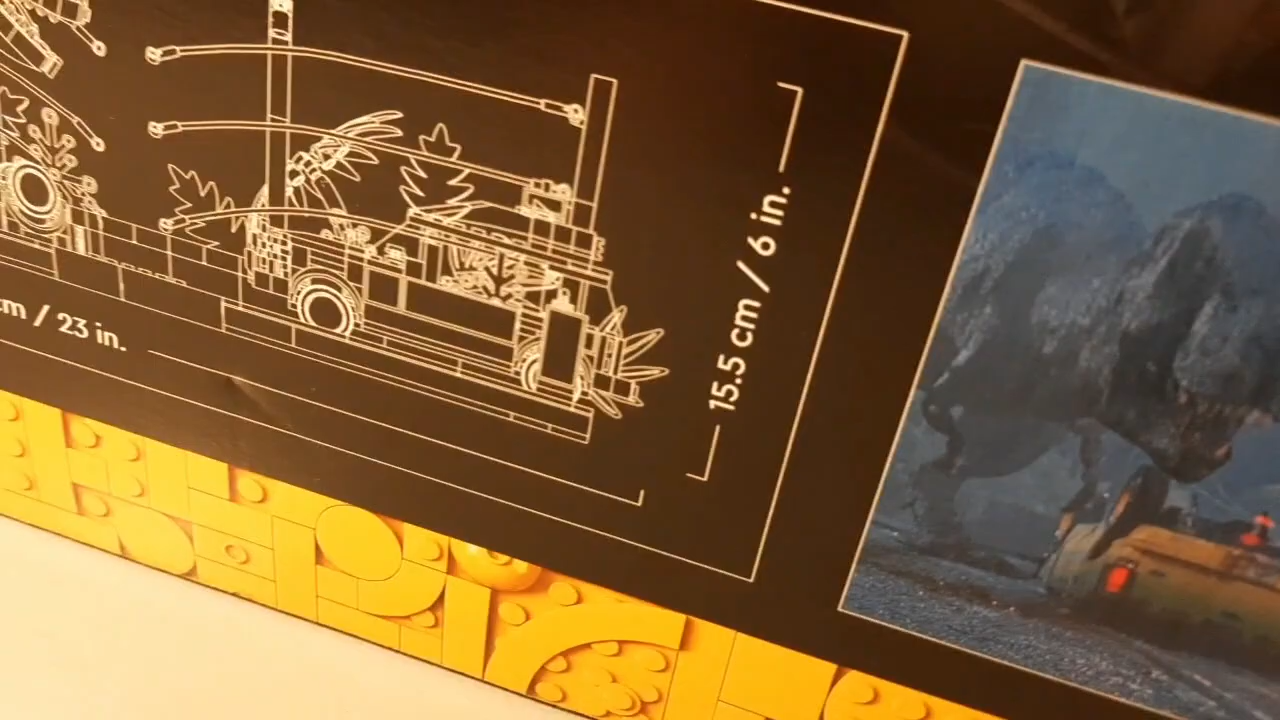 15.5 cm / 6 in.
cm / 23 in.